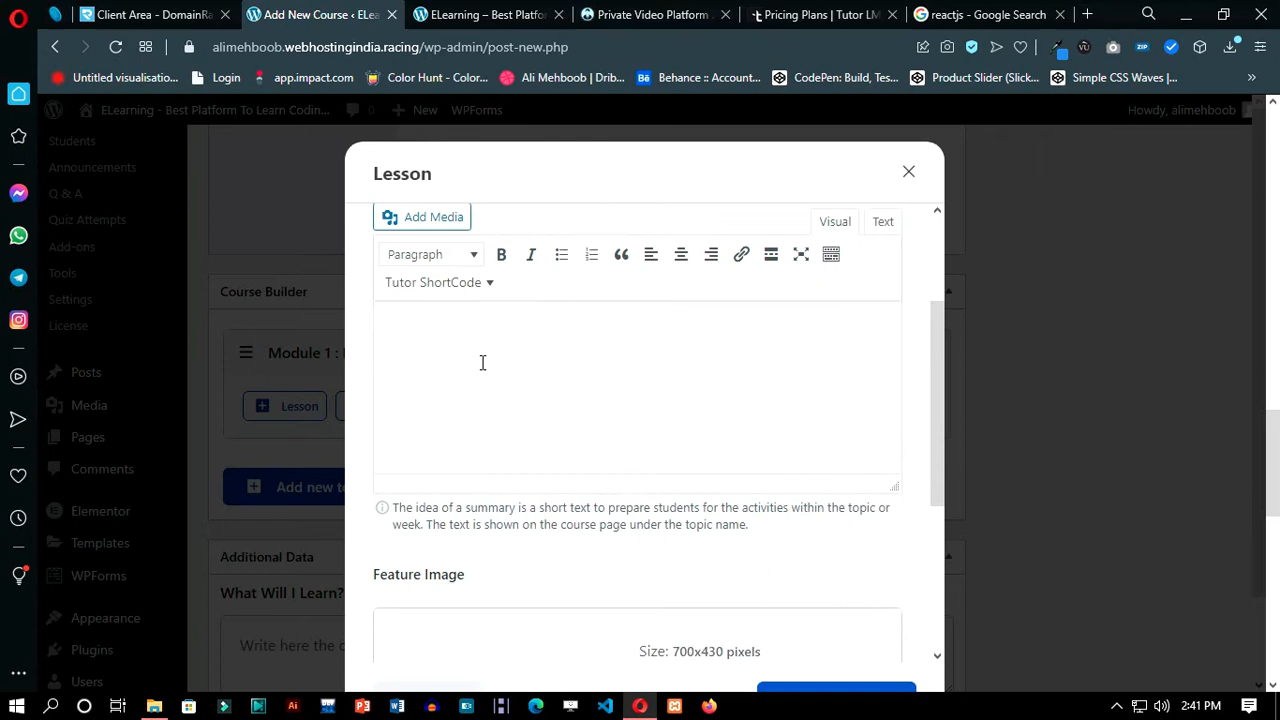 Client Area - DomainRa
Add New Course ‹ ELea
ELearning – Best Platfo
Private Video Platform
Pricing Plans | Tutor LM
reactjs - Google Search
alimehboob.webhostingindia.racing/wp-admin/post-new.php
Untitled visualisatio...
Login
app.impact.com
Color Hunt - Color...
Ali Mehboob | Drib...
Behance :: Account...
CodePen: Build, Tes...
Product Slider (Slick...
Simple CSS Waves |...
ELearning - Best Platform To Learn Codin...
0
New
WPForms
Howdy, alimehboob
Students
Announcements
Q & A
Quiz Attempts
Add-ons
Tools
Settings
License
Posts
Media
Pages
Comments
Elementor
Templates
WPForms
Appearance
Plugins
Users
Course Builder
Module 1 :
Lesson
Add new to
Additional Data
What Will I Learn?
Write here the c
Lesson
Add Media
Visual
Text
Paragraph
Tutor ShortCode
The idea of a summary is a short text to prepare students for the activities within the topic or
week. The text is shown on the course page under the topic name.
Feature Image
Size: 700x430 pixels
2:41 PM